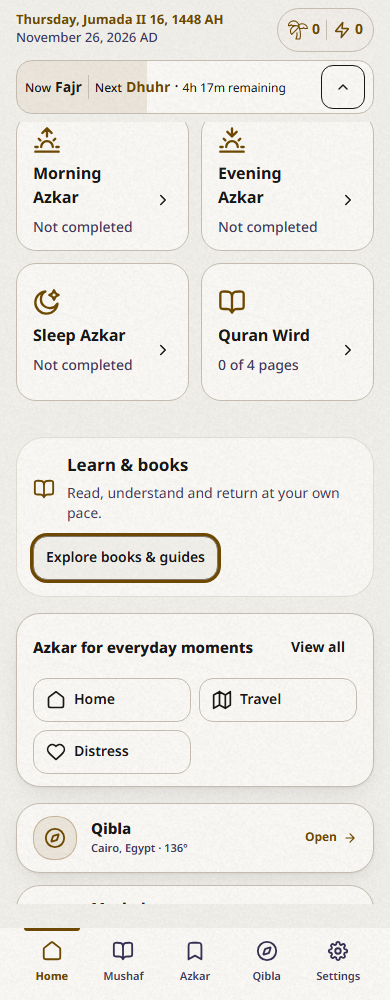 Thursday, Jumada II 16, 1448 AH
November 26, 2026 AD
0
0
Now Fajr Next Dhuhr · 4h 17m remaining
Morning
Azkar
Not completed
Evening
Azkar
Not completed
Sleep Azkar
Not completed
Quran Wird
0 of 4 pages
Learn & books
Read, understand and return at your own
pace.
Explore books & guides
Azkar for everyday moments
View all
Home
Travel
Distress
Qibla
Cairo, Egypt · 136°
Open
Home
Mushaf
Azkar
Qibla
Settings